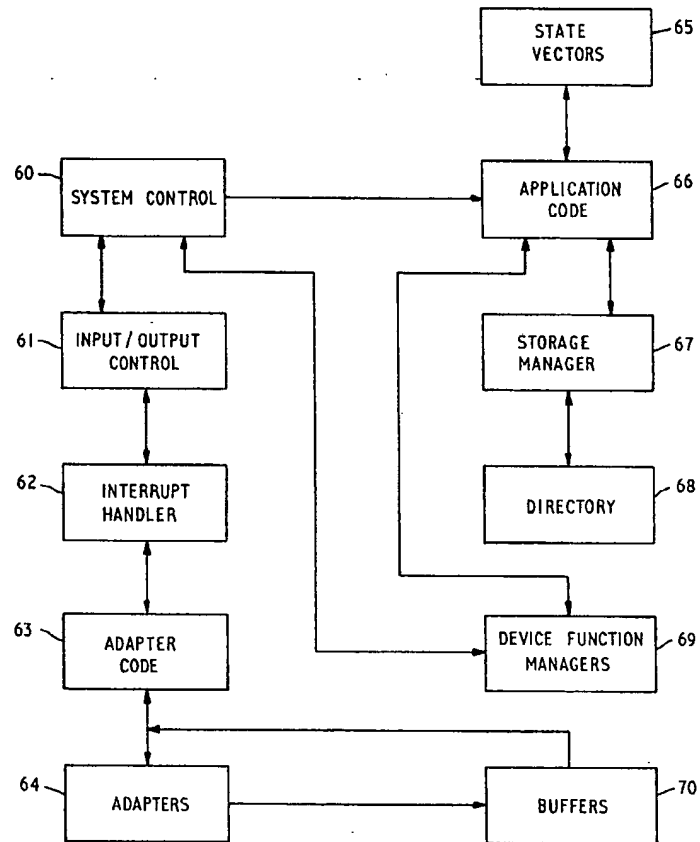 STATE
VECTORS
65
60
SYSTEM CONTROL
APPLICATION
CODE
66
61
INPUT/OUTPUT
CONTROL
STORAGE
MANAGER
67
62
INTERRUPT
HANDLER
DIRECTORY
68
63
ADAPTER
CODE
DEVICE FUNCTION
MANAGERS
69
64
ADAPTERS
BUFFERS
70